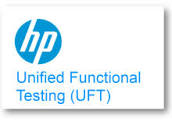 hp
Unified Functional
Testing (UFT)